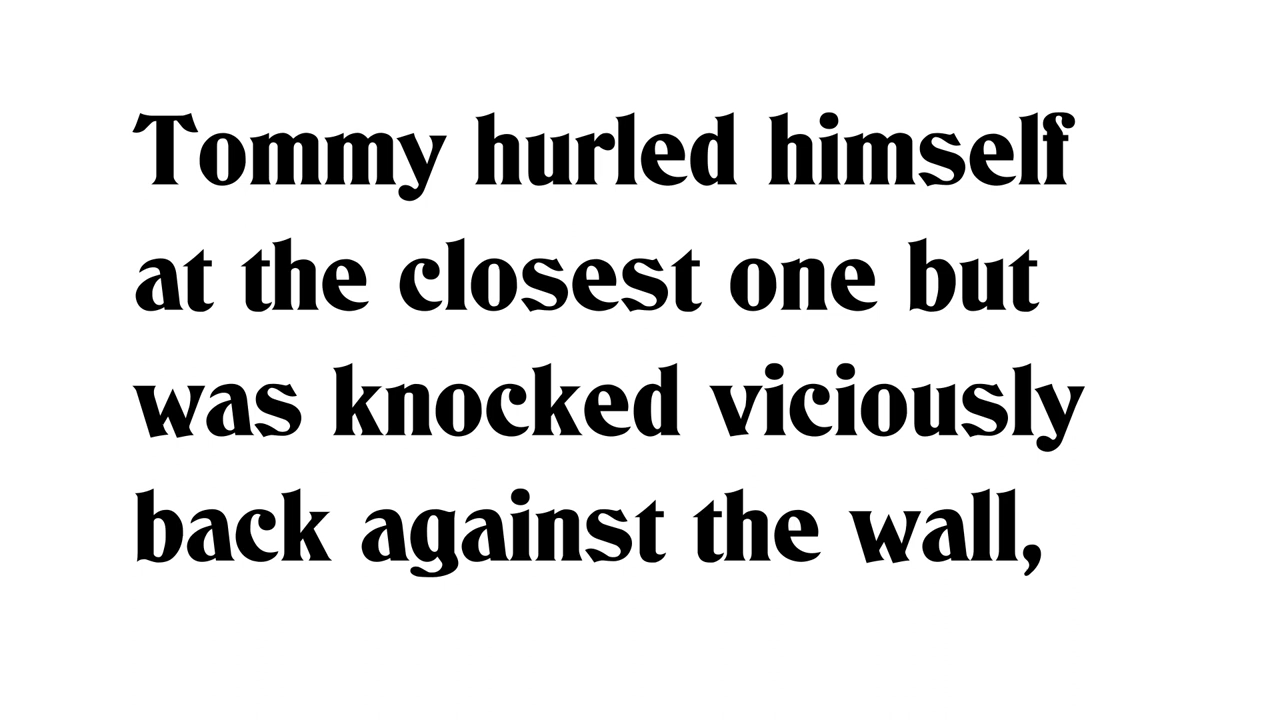 Tommy hurled himself
at the closest one but
was knocked viciously
back against the wall,